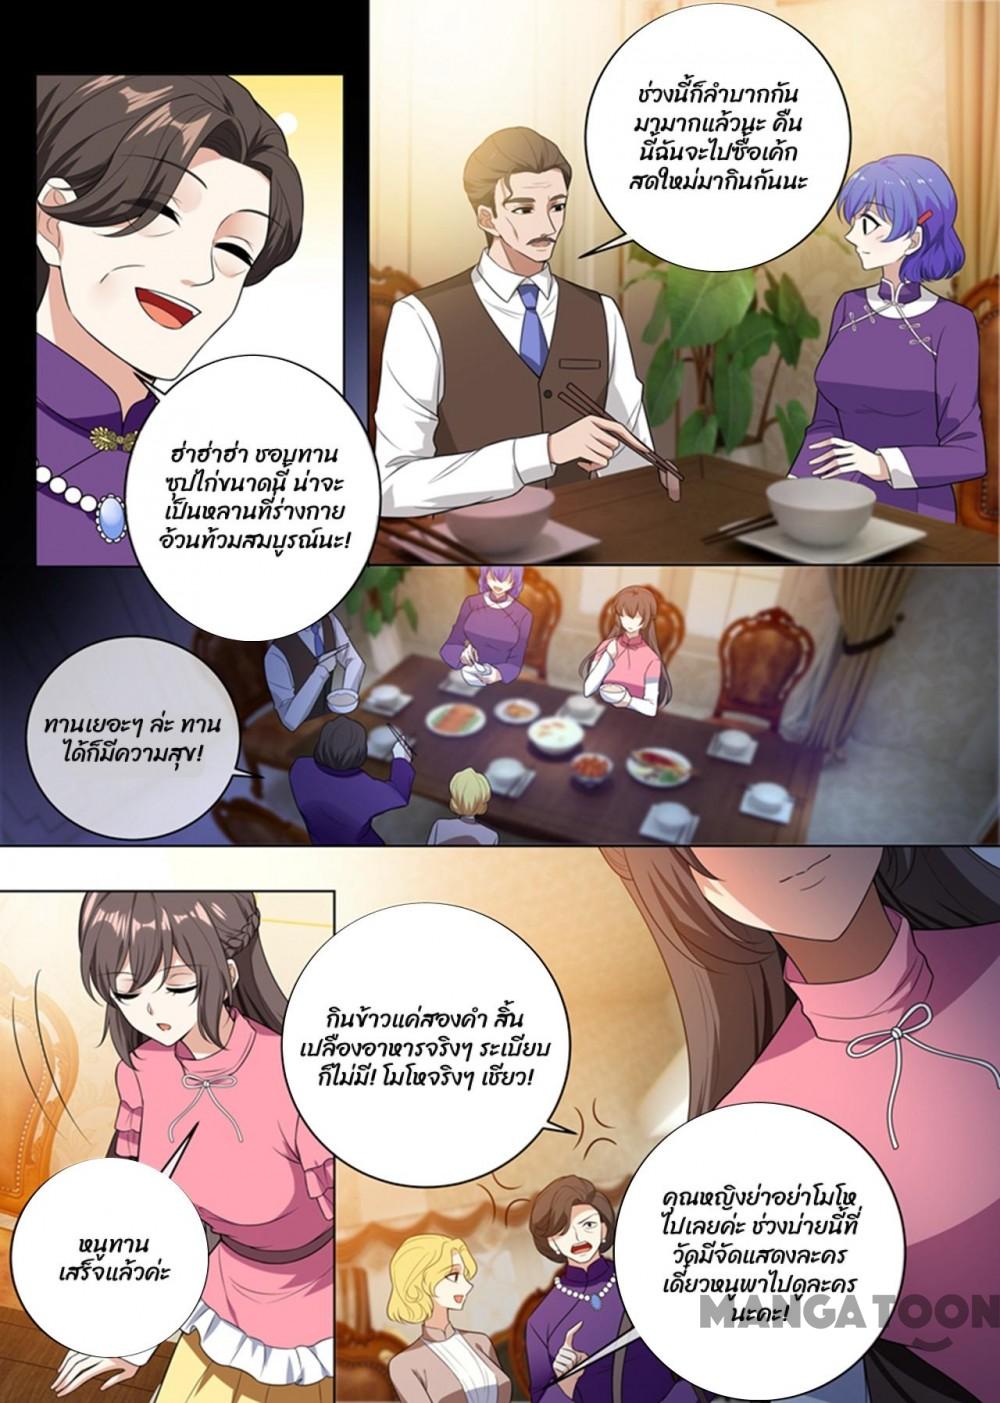 ช่วงนี้ก็ลำบากกัน
มามากแล้วนะ คืน
นี้ฉันจะไปซื้อเค้ก
สดใหม่มากินกันนะ
ฮ่าฮ่าฮ่า ชอบทาน
ซุปไก่ขนาดนี้ น่าจะ
เป็นหลานที่ร่างกาย
อ้วนท้วมสมบูรณ์นะ!
ทานเยอะๆ ล่ะ ทาน
ได้ก็มีความสุข!
กินข้าวแค่สองคำ สิ้น
เปลืองอาหารจริงๆ ระเบียบ
ก็ไม่มี! โมโหจริงๆ เชียว!
หนูทาน
เสร็จแล้วค่ะ
คุณหญิงย่าอย่าโมโห
ไปเลยค่ะ ช่วงบ่ายนี้ที่
วัดมีจัดแสดงละคร
เดี๋ยวหนูพาไปดูละคร
นะคะ!
MANGATOON